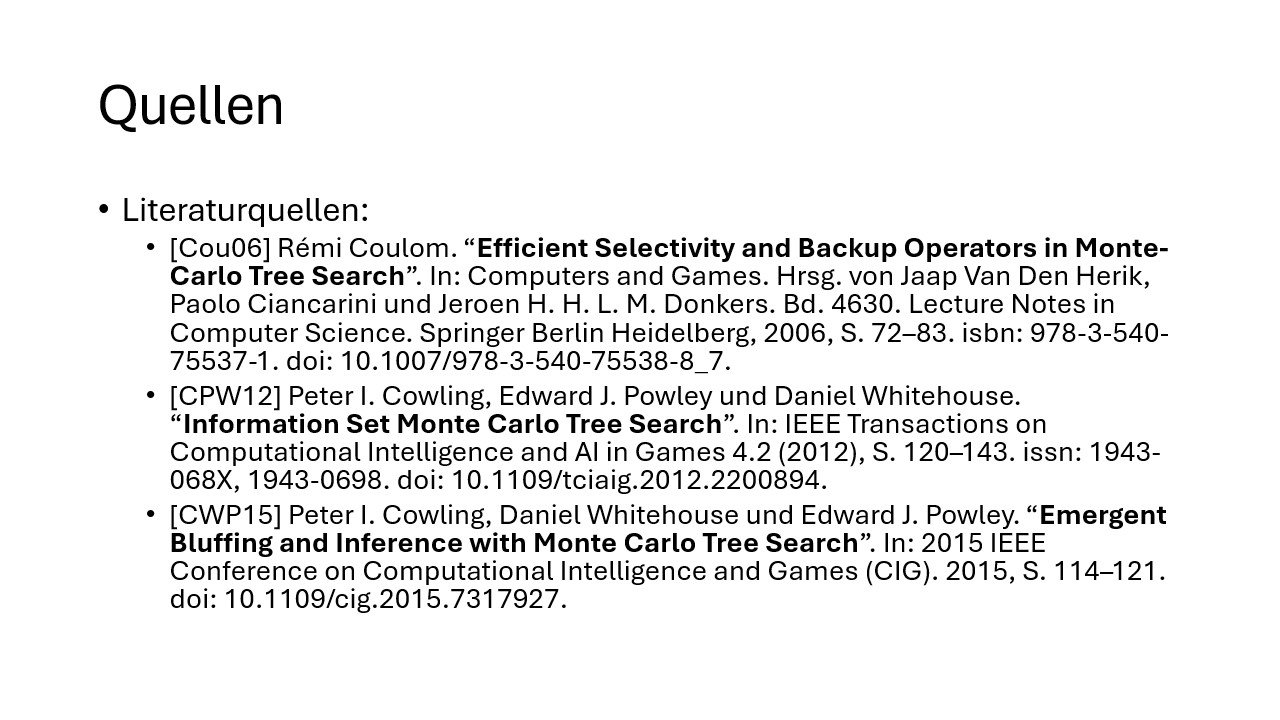 Quellen
• Literaturquellen:
• [Cou06] Rémi Coulom. “Efficient Selectivity and Backup Operators in Monte-
Carlo Tree Search”. In: Computers and Games. Hrsg. von Jaap Van Den Herik,
Paolo Ciancarini und Jeroen H. H. L. M. Donkers. Bd. 4630. Lecture Notes in
Computer Science. Springer Berlin Heidelberg, 2006, S. 72–83. isbn: 978-3-540-
75537-1. doi: 10.1007/978-3-540-75538-8_7.
• [CPW12] Peter I. Cowling, Edward J. Powley und Daniel Whitehouse.
“Information Set Monte Carlo Tree Search”. In: IEEE Transactions on
Computational Intelligence and AI in Games 4.2 (2012), S. 120–143. issn: 1943-
068X, 1943-0698. doi: 10.1109/tciaig.2012.2200894.
• [CWP15] Peter I. Cowling, Daniel Whitehouse und Edward J. Powley. “Emergent
Bluffing and Inference with Monte Carlo Tree Search”. In: 2015 IEEE
Conference on Computational Intelligence and Games (CIG). 2015, S. 114–121.
doi: 10.1109/cig.2015.7317927.